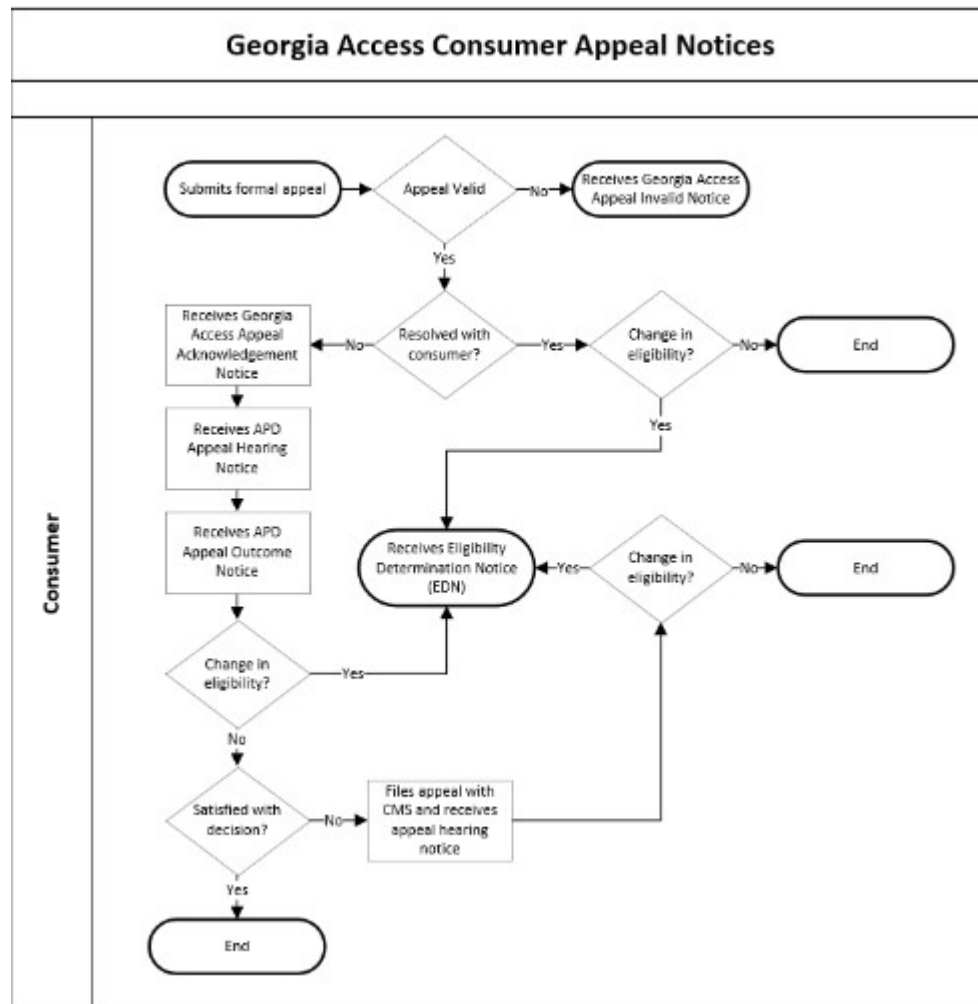 Georgia Access Consumer Appeal Notices
Consumer
Submits formal appeal
Appeal Valid
No
Receives Georgia Access
Appeal Invalid Notice
Yes
Receives Georgia
Access Appeal
Acknowledgement
Notice
No
Resolved with
consumer?
Yes
Change in
eligibility?
No
End
Yes
Receives APD
Appeal Hearing
Notice
Receives APD
Appeal Outcome
Notice
Receives Eligibility
Determination Notice
(EDN)
Yes
Change in
eligibility?
No
End
Change in
eligibility?
Yes
No
Satisfied with
decision?
No
Files appeal with
CMS and receives
appeal hearing
notice
Yes
End